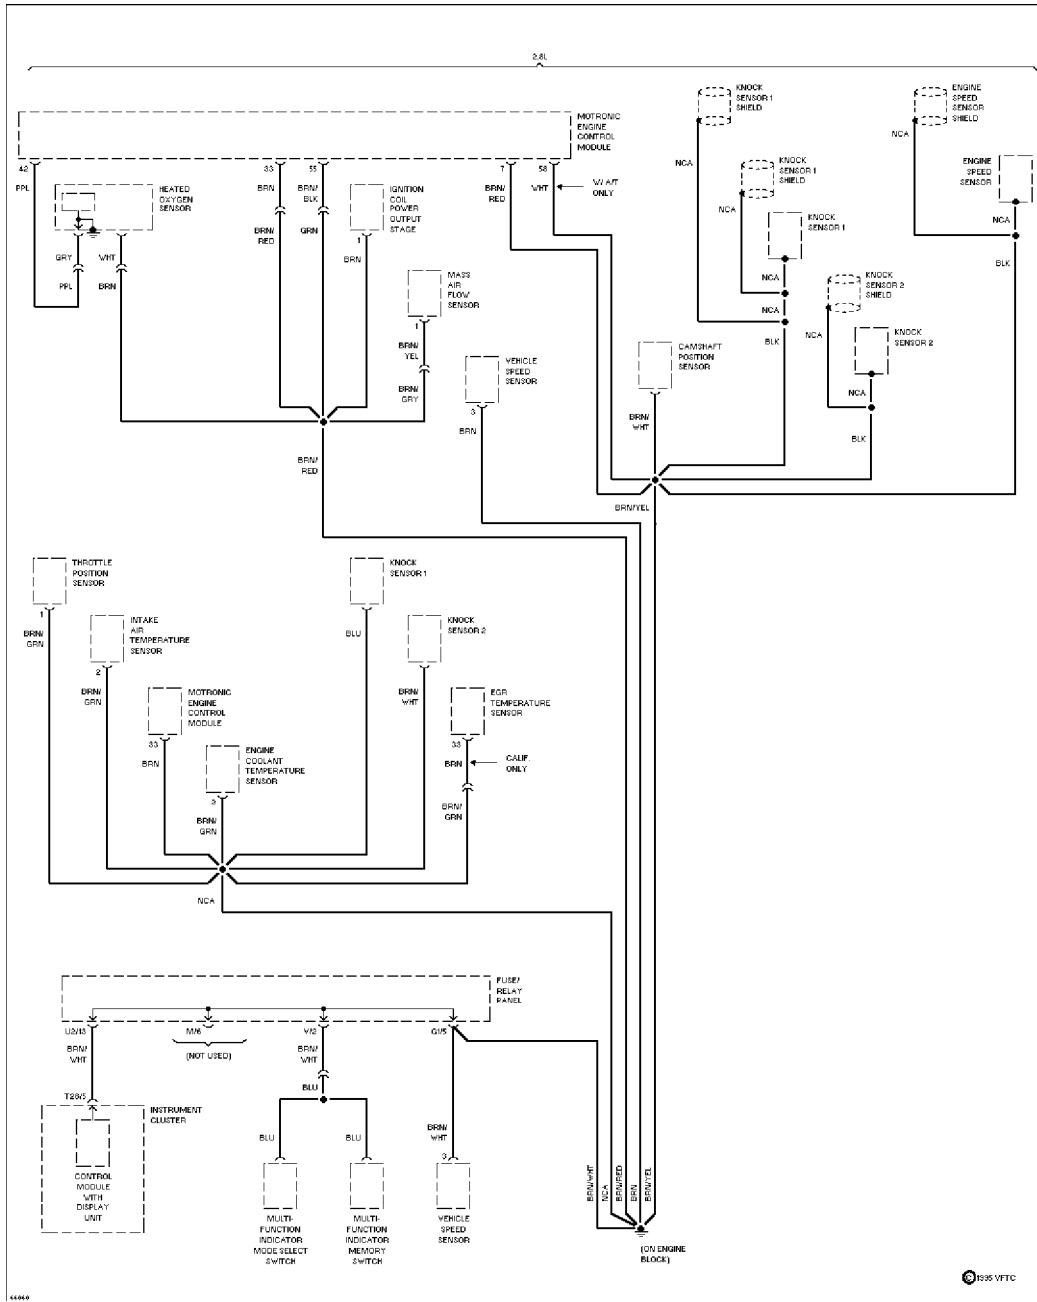 2.8L
MOTRONIC
ENGINE
CONTROL
MODULE
42
33
55
7
58
PPL
BRN
BRN/
BLK
BRN/
RED
WHT
W/ A/T
ONLY
HEATED
OXYGEN
SENSOR
GRY
WHT
PPL
BRN
BRN/
RED
GRN
IGNITION
COIL
POWER
OUTPUT
STAGE
1
BRN
MASS
AIR
FLOW
SENSOR
1
BRN/
YEL
BRN/
GRY
VEHICLE
SPEED
SENSOR
3
BRN
KNOCK
SENSOR 1
SHIELD
NCA
KNOCK
SENSOR 1
SHIELD
NCA
KNOCK
SENSOR 1
NCA
NCA
BLK
ENGINE
SPEED
SENSOR
SHIELD
NCA
ENGINE
SPEED
SENSOR
NCA
BLK
KNOCK
SENSOR 2
SHIELD
NCA
KNOCK
SENSOR 2
NCA
BLK
CAMSHAFT
POSITION
SENSOR
BRN/
WHT
BRN/
RED
BRN/YEL
THROTTLE
POSITION
SENSOR
1
BRN/
GRN
INTAKE
AIR
TEMPERATURE
SENSOR
2
BRN/
GRN
MOTRONIC
ENGINE
CONTROL
MODULE
33
BRN
ENGINE
COOLANT
TEMPERATURE
SENSOR
2
BRN/
GRN
KNOCK
SENSOR 1
BLU
KNOCK
SENSOR 2
BRN/
WHT
EGR
TEMPERATURE
SENSOR
33
BRN
CALIF.
ONLY
BRN/
GRN
NCA
FUSE/
RELAY
PANEL
U2/13
M/6
Y/2
G1/5
BRN/
WHT
(NOT USED)
BRN/
WHT
BLU
T28/5
INSTRUMENT
CLUSTER
CONTROL
MODULE
WITH
DISPLAY
UNIT
BLU
BLU
BRN/
WHT
3
MULTI-
FUNCTION
INDICATOR
MODE SELECT
SWITCH
MULTI-
FUNCTION
INDICATOR
MEMORY
SWITCH
VEHICLE
SPEED
SENSOR
BRN/WHT
NCA
BRN/RED
BRN
BRN/YEL
(ON ENGINE
BLOCK)
© 1995 VFTC